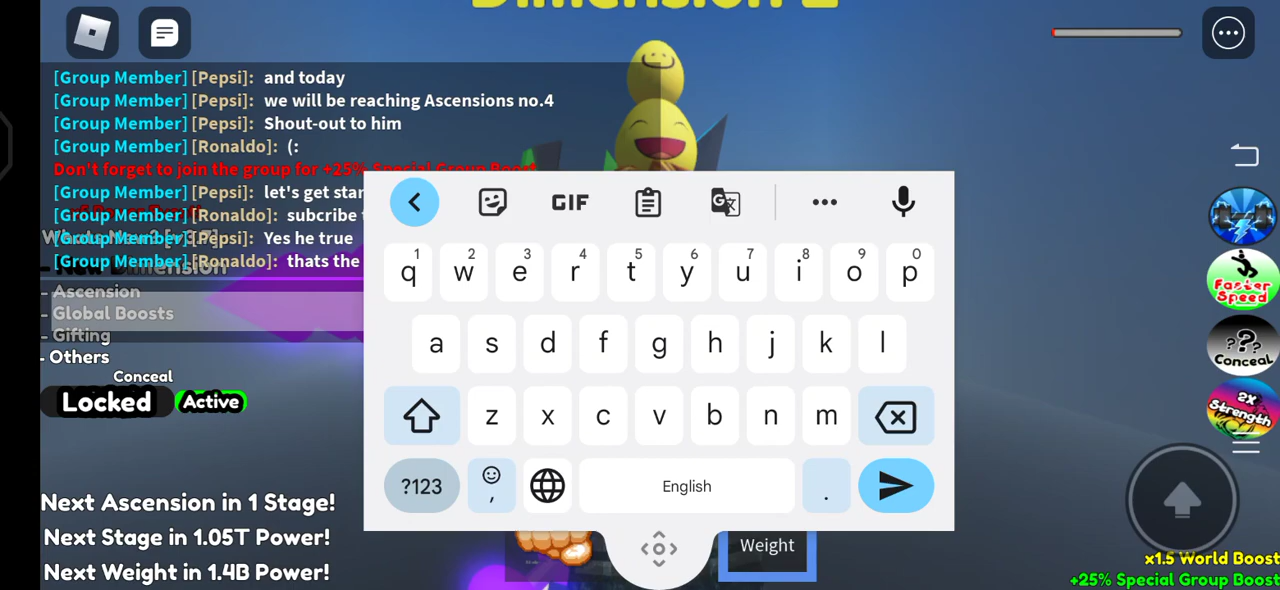 Dimension 2
[Group Member] [Pepsi]: and today
[Group Member] [Pepsi]: we will be reaching Ascensions no.4
[Group Member] [Pepsi]: Shout-out to him
[Group Member] [Ronaldo]: (:
Don't forget to join the group for +25% Special Group Boost
[Group Member] [Pepsi]: let's get
[Group Member] [Ronaldo]: subcribe
[Group Member] [Pepsi]: Yes he true
[Group Member] [Ronaldo]: thats the
- New Dimension
- Ascension
- Global Boosts
- Gifting
- Others
Conceal
Locked Active
Next Ascension in 1 Stage!
Next Stage in 1.05T Power!
Next Weight in 1.4B Power!
GIF
1 2 3 4 5 6 7 8 9 0
q w e r t y u i o p
a s d f g h j k l
z x c v b n m
?123 , English .
Weight
Faster Speed
??? Conceal
2X Strength
x1.5 World Boost
+25% Special Group Boost